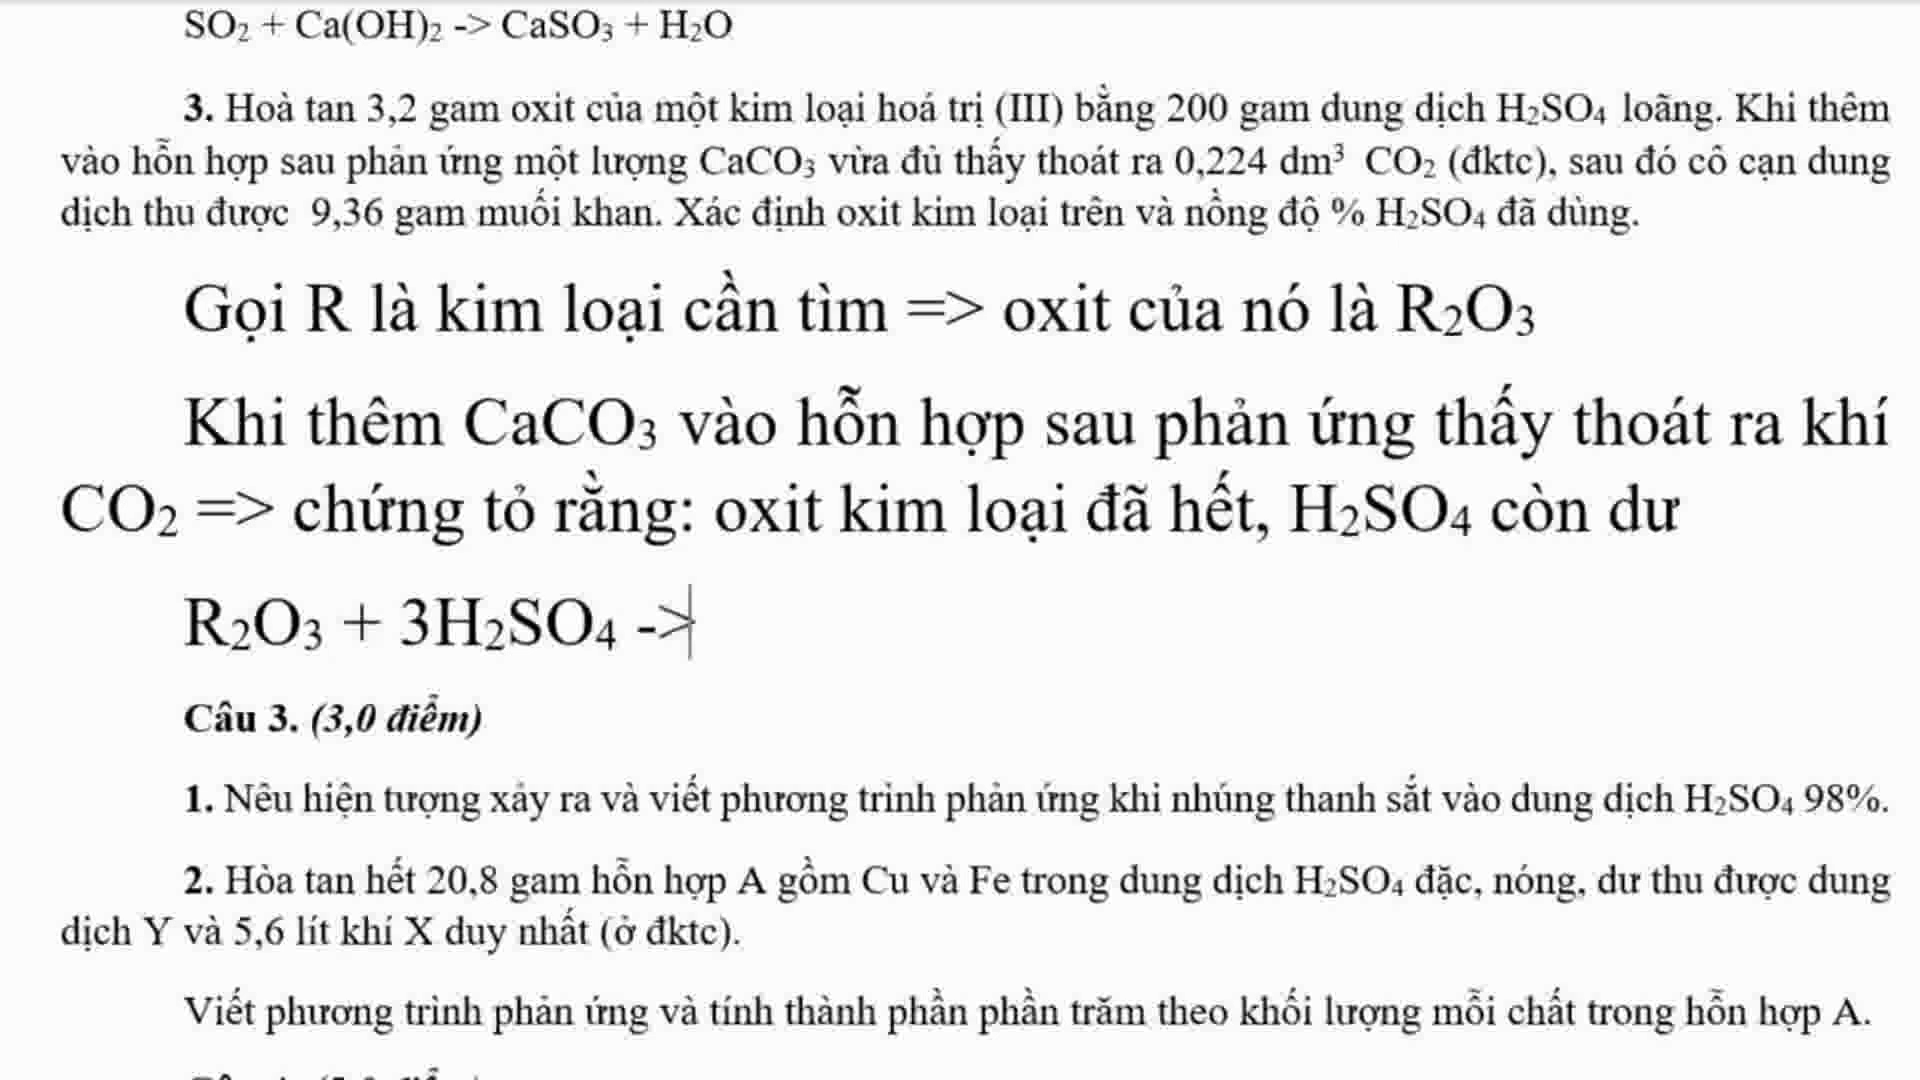 SO₂ + Ca(OH)₂ -> CaSO₃ + H₂O
3. Hoà tan 3,2 gam oxit của một kim loại hoá trị (III) bằng 200 gam dung dịch H₂SO₄ loãng. Khi thêm
vào hỗn hợp sau phản ứng một lượng CaCO₃ vừa đủ thấy thoát ra 0,224 dm³ CO₂ (đktc), sau đó cô cạn dung
dịch thu được 9,36 gam muối khan. Xác định oxit kim loại trên và nồng độ % H₂SO₄ đã dùng.
Gọi R là kim loại cần tìm => oxit của nó là R₂O₃
Khi thêm CaCO₃ vào hỗn hợp sau phản ứng thấy thoát ra khí
CO₂ => chứng tỏ rằng: oxit kim loại đã hết, H₂SO₄ còn dư
R₂O₃ + 3H₂SO₄ ->
Câu 3. (3,0 điểm)
1. Nêu hiện tượng xảy ra và viết phương trình phản ứng khi nhúng thanh sắt vào dung dịch H₂SO₄ 98%.
2. Hòa tan hết 20,8 gam hỗn hợp A gồm Cu và Fe trong dung dịch H₂SO₄ đặc, nóng, dư thu được dung
dịch Y và 5,6 lít khí X duy nhất (ở đktc).
Viết phương trình phản ứng và tính thành phần phần trăm theo khối lượng mỗi chất trong hỗn hợp A.